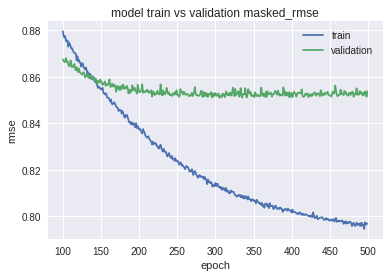 model train vs validation masked_rmse
train
validation
0.88
0.86
0.84
0.82
0.80
rmse
100 150 200 250 300 350 400 450 500
epoch